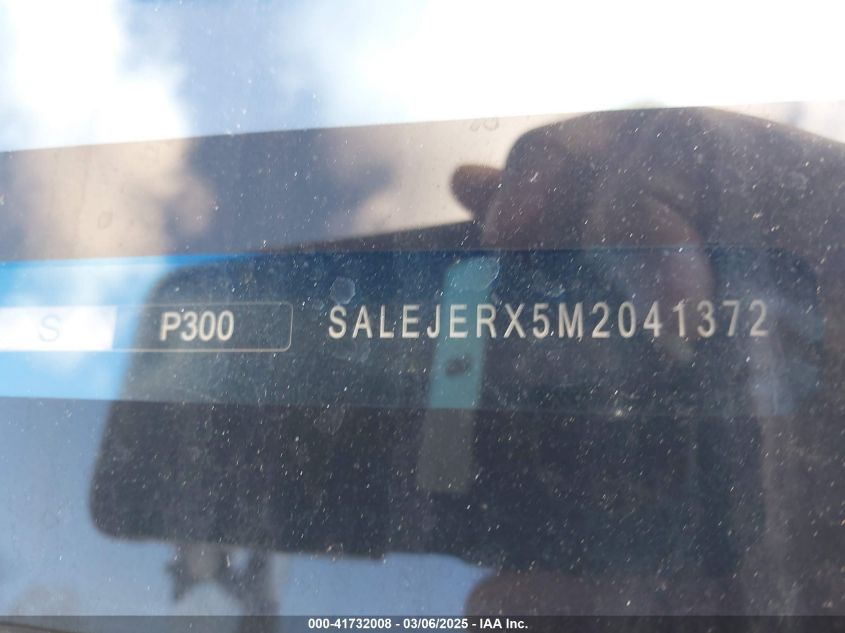 S P300 SALEJERX5M2041372
000-41732008 - 03/06/2025 - IAA Inc.